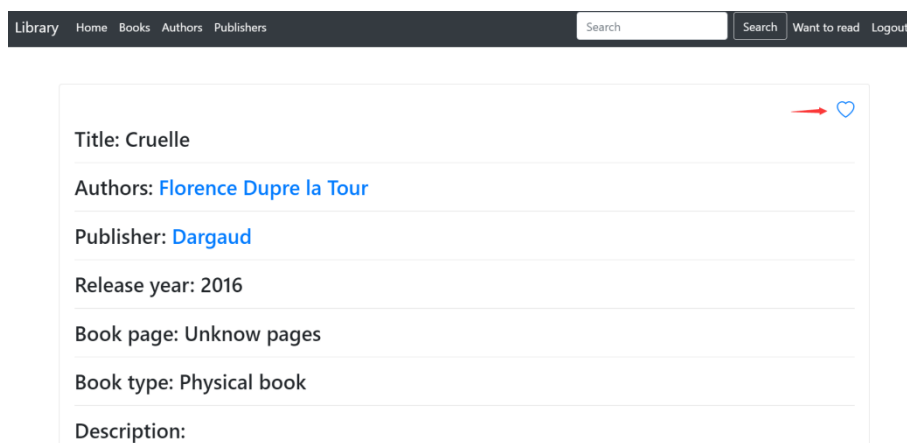 Library Home Books Authors Publishers Search Search Want to read Logout
Title: Cruelle
Authors: Florence Dupre la Tour
Publisher: Dargaud
Release year: 2016
Book page: Unknow pages
Book type: Physical book
Description: